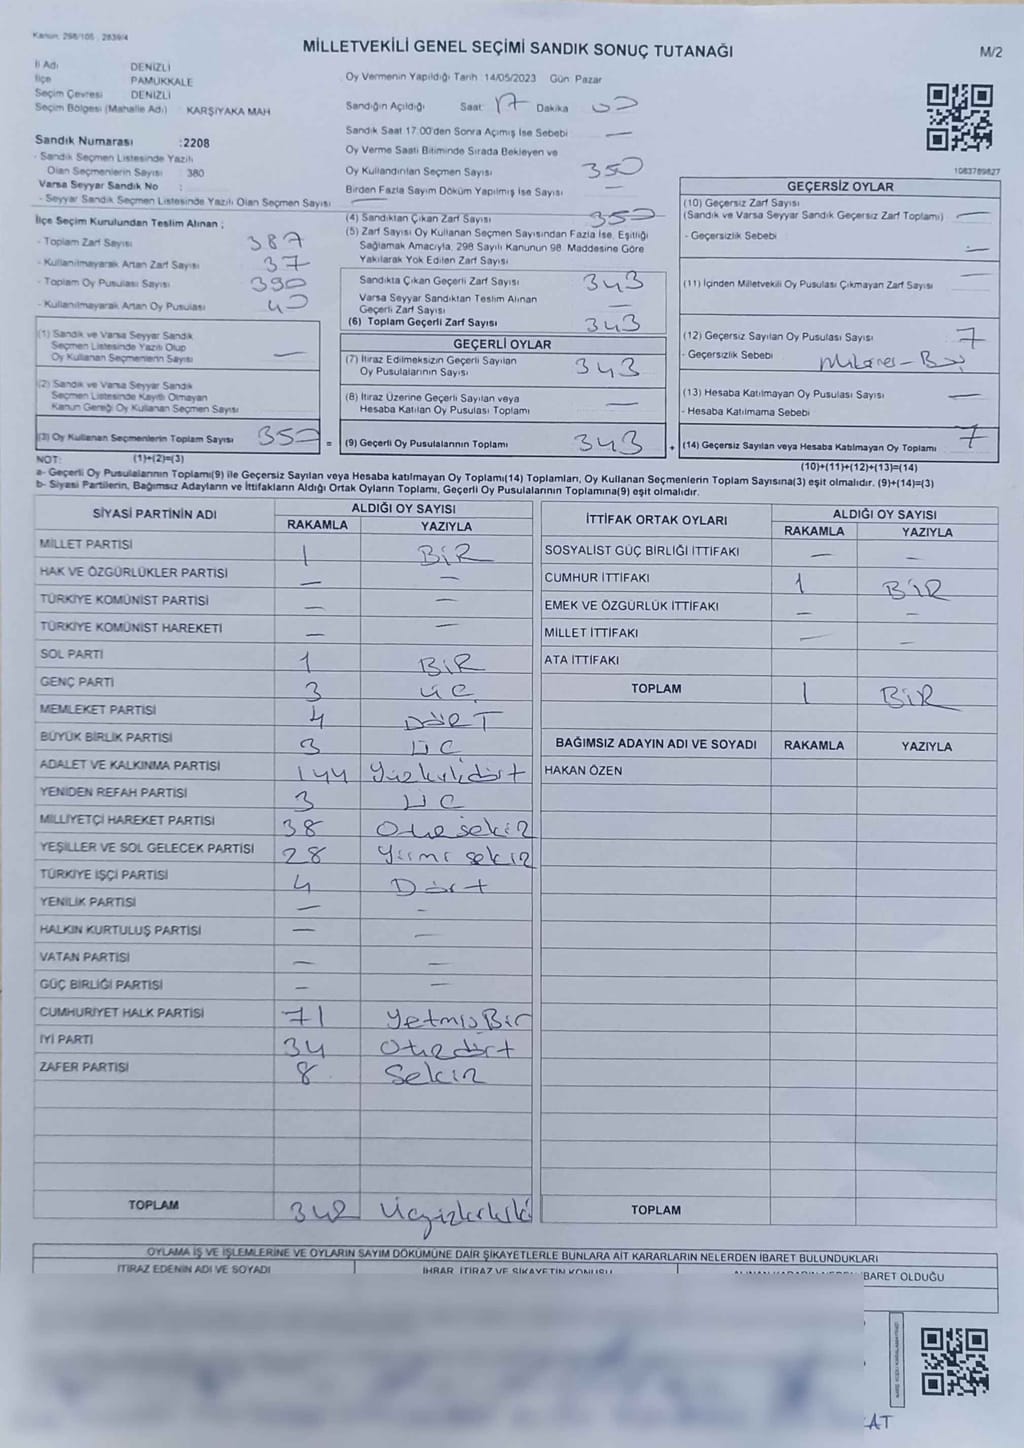 Kanun: 298/105, 2839/4
MİLLETVEKİLİ GENEL SEÇİMİ SANDIK SONUÇ TUTANAĞI
M/2
İl Adı DENİZLİ
İlçe PAMUKKALE
Seçim Çevresi DENİZLİ
Seçim Bölgesi (Mahalle Adı) : KARŞIYAKA MAH
Sandık Numarası :2208
- Sandık Seçmen Listesinde Yazılı
Olan Seçmenlerin Sayısı : 380
Varsa Seyyar Sandık No :
- Seyyar Sandık Seçmen Listesinde Yazılı Olan Seçmen Sayısı
Oy Vermenin Yapıldığı Tarih :14/05/2023 Gün: Pazar
Sandığın Açıldığı Saat: 17 Dakika 00
Sandık Saat 17:00'den Sonra Açımış İse Sebebi —
Oy Verme Saati Bitiminde Sırada Bekleyen ve
Oy Kullandırılan Seçmen Sayısı 350
Birden Fazla Sayım Döküm Yapılmış İse Sayısı —
1083789827
İlçe Seçim Kurulundan Teslim Alınan ;
- Toplam Zarf Sayısı 387
- Kullanılmayarak Artan Zarf Sayısı 37
- Toplam Oy Pusulası Sayısı 390
- Kullanılmayarak Artan Oy Pusulası 40
(1) Sandık ve Varsa Seyyar Sandık
Seçmen Listesinde Yazılı Olup
Oy Kullanan Seçmenlerin Sayısı —
(2) Sandık ve Varsa Seyyar Sandık
Seçmen Listesinde Kayıtlı Olmayan
Kanun Gereği Oy Kullanan Seçmen Sayısı
(3) Oy Kullanan Seçmenlerin Toplam Sayısı 350 =
(4) Sandıktan Çıkan Zarf Sayısı 350
(5) Zarf Sayısı Oy Kullanan Seçmen Sayısından Fazla İse, Eşitliği
Sağlamak Amacıyla, 298 Sayılı Kanunun 98. Maddesine Göre
Yakılarak Yok Edilen Zarf Sayısı
Sandıkta Çıkan Geçerli Zarf Sayısı 343
Varsa Seyyar Sandıktan Teslim Alınan
Geçerli Zarf Sayısı —
(6) Toplam Geçerli Zarf Sayısı 343
GEÇERLİ OYLAR
(7) İtiraz Edilmeksizin Geçerli Sayılan
Oy Pusulalarının Sayısı 343
(8) İtiraz Üzerine Geçerli Sayılan veya
Hesaba Katılan Oy Pusulası Toplamı —
(9) Geçerli Oy Pusulalarının Toplamı 343 +
GEÇERSİZ OYLAR
(10) Geçersiz Zarf Sayısı
(Sandık ve Varsa Seyyar Sandık Geçersiz Zarf Toplamı) —
- Geçersizlik Sebebi —
(11) İçinden Milletvekili Oy Pusulası Çıkmayan Zarf Sayısı —
(12) Geçersiz Sayılan Oy Pusulası Sayısı 7
- Geçersizlik Sebebi
(13) Hesaba Katılmayan Oy Pusulası Sayısı —
- Hesaba Katılmama Sebebi
(14) Geçersiz Sayılan veya Hesaba Katılmayan Oy Toplamı 7
NOT: (1)+(2)=(3)
(10)+(11)+(12)+(13)=(14)
a- Geçerli Oy Pusulalarının Toplamı(9) ile Geçersiz Sayılan veya Hesaba katılmayan Oy Toplamı(14) Toplamları, Oy Kullanan Seçmenlerin Toplam Sayısına(3) eşit olmalıdır. (9)+(14)=(3)
b- Siyasi Partilerin, Bağımsız Adayların ve İttifakların Aldığı Ortak Oyların Toplamı, Geçerli Oy Pusulalarının Toplamına(9) eşit olmalıdır.
SİYASİ PARTİNİN ADI ALDIĞI OY SAYISI
RAKAMLA YAZIYLA
MİLLET PARTİSİ 1 BİR
HAK VE ÖZGÜRLÜKLER PARTİSİ — —
TÜRKİYE KOMÜNİST PARTİSİ — —
TÜRKİYE KOMÜNİST HAREKETİ — —
SOL PARTİ 1 BİR
GENÇ PARTİ 3 ÜÇ
MEMLEKET PARTİSİ 4 DÖRT
BÜYÜK BİRLİK PARTİSİ 3 ÜÇ
ADALET VE KALKINMA PARTİSİ 144 Yüzkırkdört
YENİDEN REFAH PARTİSİ 3 ÜÇ
MİLLİYETÇİ HAREKET PARTİSİ 38 Otuzsekiz
YEŞİLLER VE SOL GELECEK PARTİSİ 28 Yirmi sekiz
TÜRKİYE İŞÇİ PARTİSİ 4 Dört
YENİLİK PARTİSİ — —
HALKIN KURTULUŞ PARTİSİ — —
VATAN PARTİSİ — —
GÜÇ BİRLİĞİ PARTİSİ — —
CUMHURİYET HALK PARTİSİ 71 Yetmiş Bir
İYİ PARTİ 34 Otuzdört
ZAFER PARTİSİ 8 Sekiz
TOPLAM 342 Üçyüzkırkiki
İTTİFAK ORTAK OYLARI ALDIĞI OY SAYISI
RAKAMLA YAZIYLA
SOSYALİST GÜÇ BİRLİĞİ İTTİFAKI — —
CUMHUR İTTİFAKI 1 BİR
EMEK VE ÖZGÜRLÜK İTTİFAKI — —
MİLLET İTTİFAKI — —
ATA İTTİFAKI
TOPLAM 1 BİR
BAĞIMSIZ ADAYIN ADI VE SOYADI RAKAMLA YAZIYLA
HAKAN ÖZEN
TOPLAM
OYLAMA İŞ VE İŞLEMLERİNE VE OYLARIN SAYIM DÖKÜMÜNE DAİR ŞİKAYETLERLE BUNLARA AİT KARARLARIN NELERDEN İBARET BULUNDUKLARI
İTİRAZ EDENİN ADI VE SOYADI İHBAR, İTİRAZ VE ŞİKAYETİN KONUSU İBARET OLDUĞU